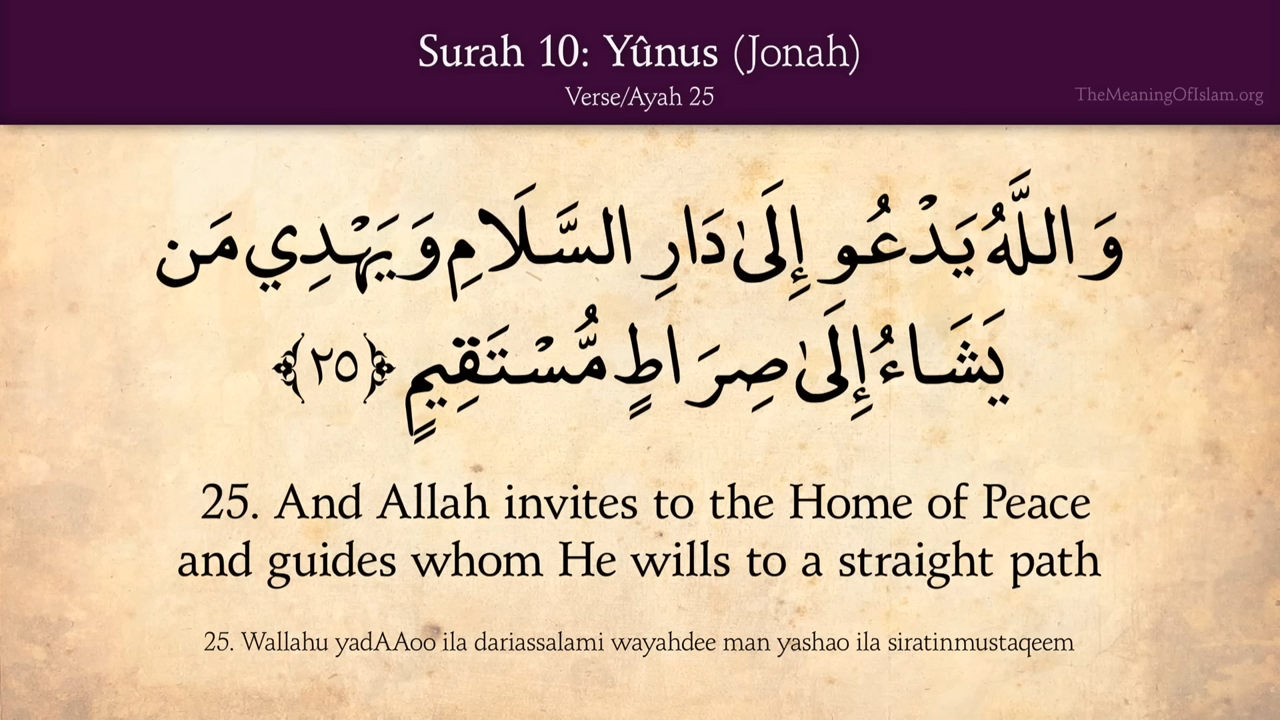 Surah 10: Yûnus (Jonah)
Verse/Ayah 25
TheMeaningOfIslam.org
وَاللَّهُ يَدْعُو إِلَىٰ دَارِ السَّلَامِ وَيَهْدِي مَن
يَشَاءُ إِلَىٰ صِرَاطٍ مُّسْتَقِيمٍ ﴿٢٥﴾
25. And Allah invites to the Home of Peace
and guides whom He wills to a straight path
25. Wallahu yadAAoo ila dariassalami wayahdee man yashao ila siratinmustaqeem